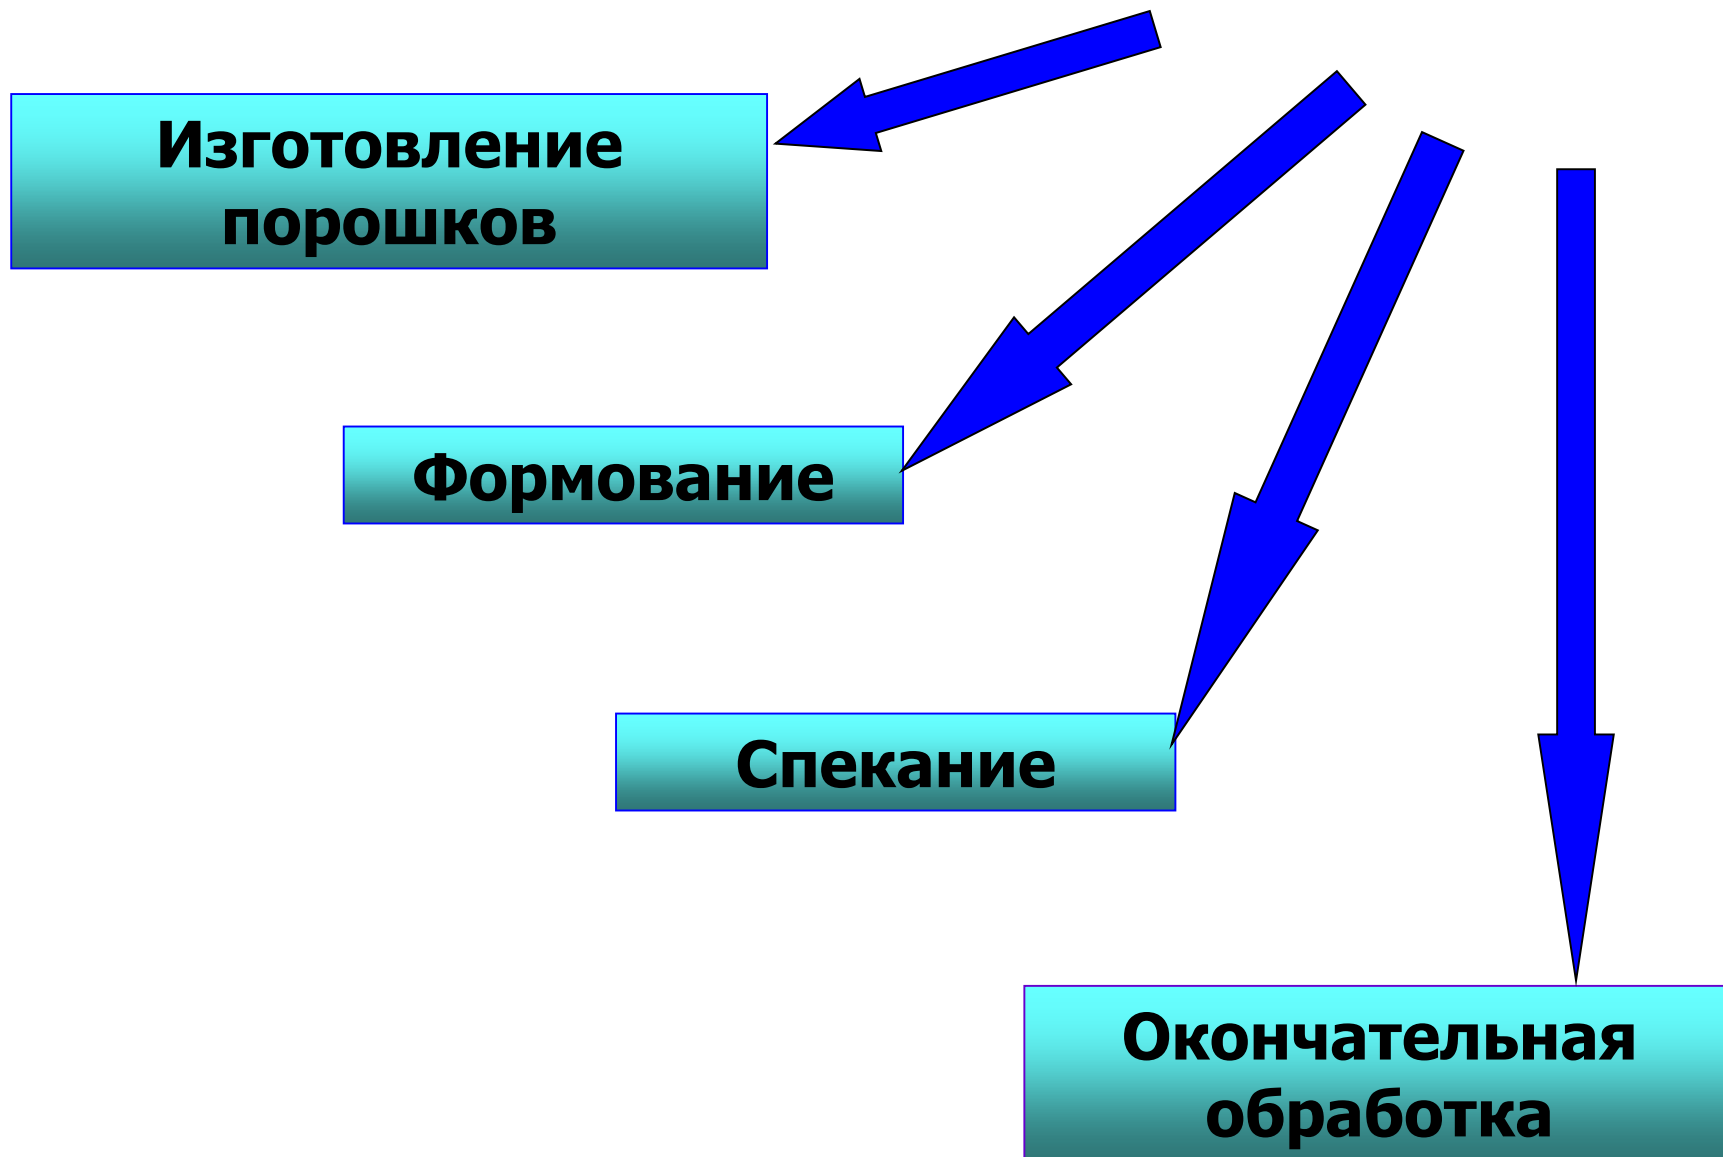 Изготовление
порошков
Формование
Спекание
Окончательная
обработка